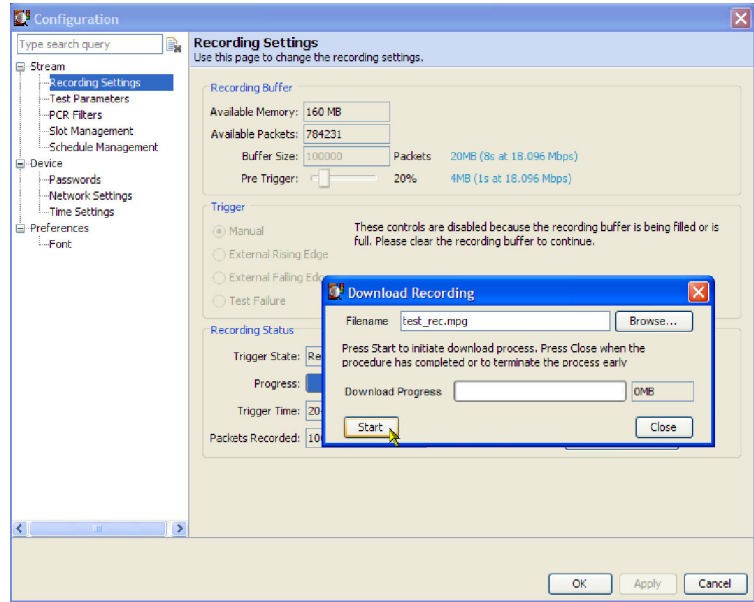 Configuration
Type search query
Stream
Recording Settings
Test Parameters
PCR Filters
Slot Management
Schedule Management
Device
Passwords
Network Settings
Time Settings
Preferences
Font
Recording Settings
Use this page to change the recording settings.
Recording Buffer
Available Memory: 160 MB
Available Packets: 784231
Buffer Size: 100000 Packets 20MB (8s at 18.096 Mbps)
Pre Trigger: 20% 4MB (1s at 18.096 Mbps)
Trigger
Manual
These controls are disabled because the recording buffer is being filled or is
full. Please clear the recording buffer to continue.
External Rising Edge
External Falling Edge
Test Failure
Recording Status
Trigger State: Re
Progress:
Trigger Time: 20
Packets Recorded: 10
Download Recording
Filename test_rec.mpg Browse...
Press Start to initiate download process. Press Close when the
procedure has completed or to terminate the process early
Download Progress 0MB
Start Close
OK Apply Cancel